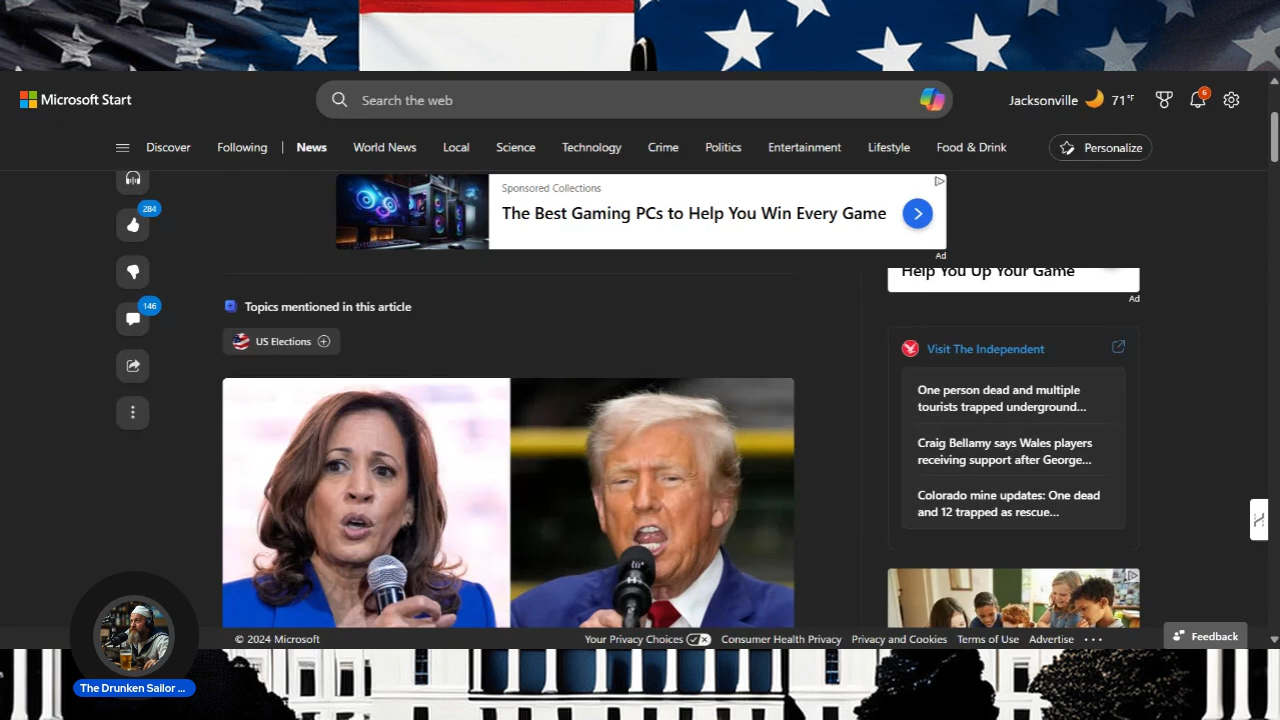 Microsoft Start
Search the web
Jacksonville 71°F
6
Discover Following News World News Local Science Technology Crime Politics Entertainment Lifestyle Food & Drink Personalize
284
146
Sponsored Collections
The Best Gaming PCs to Help You Win Every Game
Ad
Help You Up Your Game
Ad
Topics mentioned in this article
US Elections
Visit The Independent
One person dead and multiple
tourists trapped underground...
Craig Bellamy says Wales players
receiving support after George...
Colorado mine updates: One dead
and 12 trapped as rescue...
© 2024 Microsoft
Your Privacy Choices Consumer Health Privacy Privacy and Cookies Terms of Use Advertise ...
Feedback
The Drunken Sailor ...